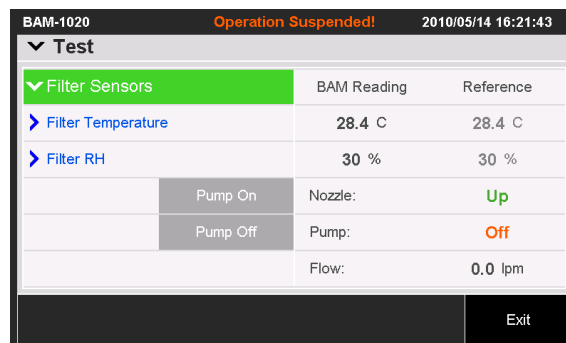 BAM-1020 Operation Suspended! 2010/05/14 16:21:43
Test
Filter Sensors BAM Reading Reference
Filter Temperature 28.4 C 28.4 C
Filter RH 30 % 30 %
Pump On Nozzle: Up
Pump Off Pump: Off
Flow: 0.0 lpm
Exit